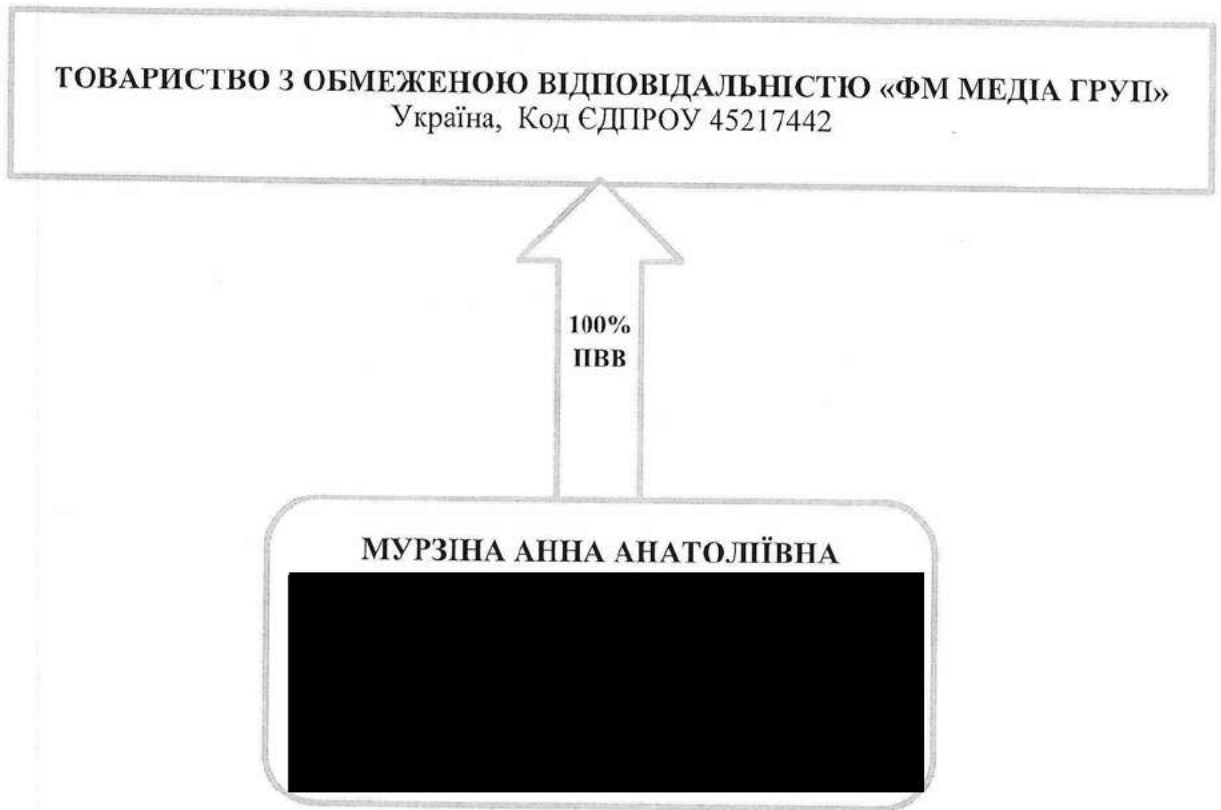 ТОВАРИСТВО З ОБМЕЖЕНОЮ ВІДПОВІДАЛЬНІСТЮ «ФМ МЕДІА ГРУП»
Україна, Код ЄДПРОУ 45217442
100%
ПВВ
МУРЗІНА АННА АНАТОЛІЇВНА